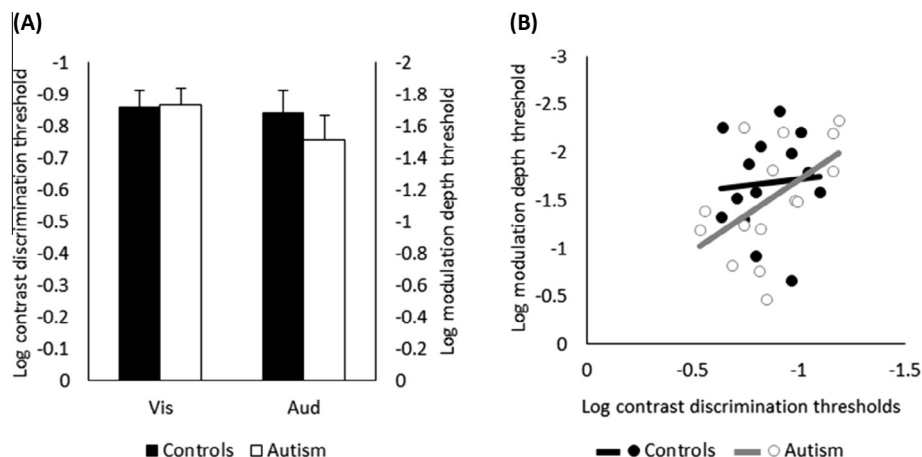 (A)
Log contrast discrimination threshold
-1
-0.9
-0.8
-0.7
-0.6
-0.5
-0.4
-0.3
-0.2
-0.1
0
Vis Aud
-2
-1.8
-1.6
-1.4
-1.2
-1
-0.8
-0.6
-0.4
-0.2
0
Log modulation depth threshold
Controls Autism
(B)
Log modulation depth threshold
-3
-2.5
-2
-1.5
-1
-0.5
0
0 -0.5 -1 -1.5
Log contrast discrimination thresholds
Controls Autism